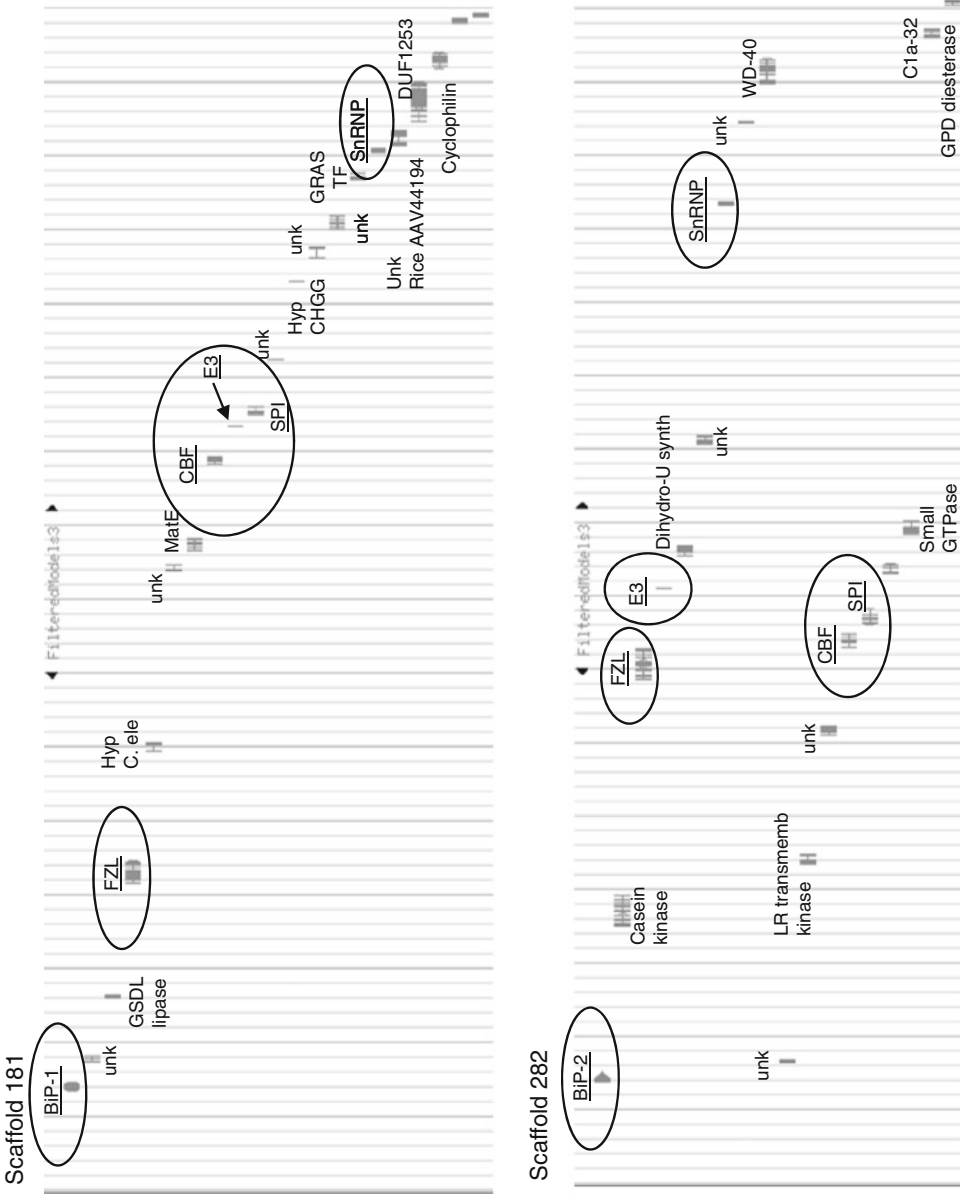 Scaffold 181
BiP-1
unk
GSDL
lipase
FZL
Hyp
C. ele
FilteredModels3
unk
MatE
CBF
E3
SPI
unk
Hyp
CHGG
unk
unk
GRAS
TF
SnRNP
Unk
Rice AAV44194
DUF1253
Cyclophilin
Scaffold 282
BiP-2
unk
Casein
kinase
LR transmemb
kinase
unk
FilteredModels3
FZL
E3
CBF
SPI
Dihydro-U synth
Small
GTPase
unk
SnRNP
unk
WD-40
C1a-32
GPD diesterase